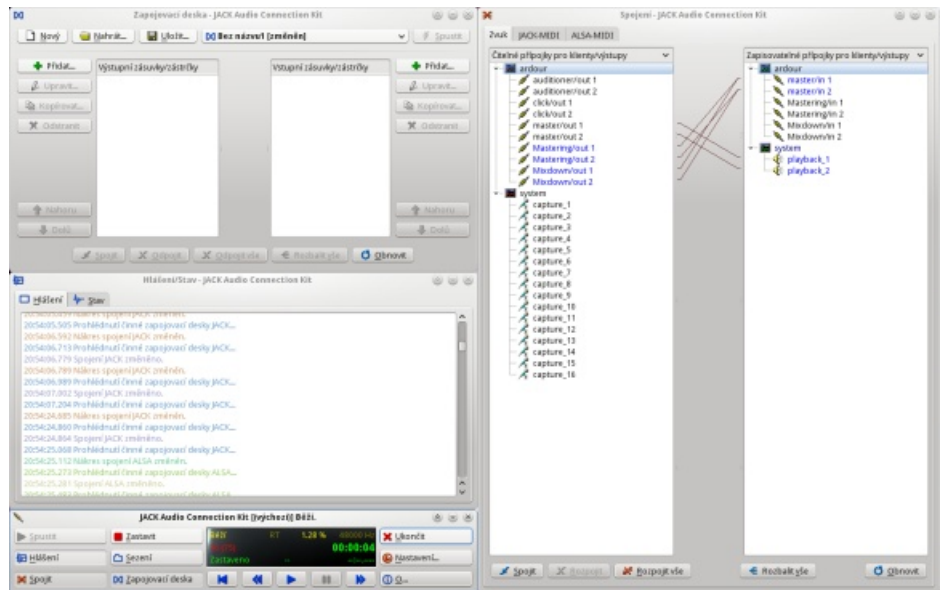 Zapojovací deska - JACK Audio Connection Kit
Nový
Nahrát...
Uložit...
Bez názvu1 [změněn]
Spustit
Přidat...
Výstupní zásuvky/zástrčky
Vstupní zásuvky/zástrčky
Přidat...
Upravit...
Upravit...
Kopírovat...
Kopírovat...
Odstranit
Odstranit
Nahoru
Nahoru
Dolů
Dolů
Spojit
Odpojit
Odpojit vše
Rozbalit vše
Obnovit
Hlášení/Stav - JACK Audio Connection Kit
Hlášení
Stav
20:54:05.505 Prohlédnutí činné zapojovací desky JACK...
20:54:06.592 Nákres spojení JACK změněn.
20:54:06.713 Prohlédnutí činné zapojovací desky JACK...
20:54:06.779 Spojení JACK změněno.
20:54:06.789 Nákres spojení JACK změněn.
20:54:06.989 Prohlédnutí činné zapojovací desky JACK...
20:54:07.002 Spojení JACK změněno.
20:54:07.204 Prohlédnutí činné zapojovací desky JACK...
20:54:24.685 Nákres spojení JACK změněn.
20:54:24.860 Prohlédnutí činné zapojovací desky JACK...
20:54:24.864 Spojení JACK změněno.
20:54:25.068 Prohlédnutí činné zapojovací desky JACK...
20:54:25.112 Nákres spojení ALSA změněn.
20:54:25.273 Prohlédnutí činné zapojovací desky ALSA...
20:54:25.281 Spojení ALSA změněno.
JACK Audio Connection Kit [(výchozí)] Běží.
Spustit
Zastavit
Běží
RT
1.28 %
48000 Hz
00:00:04
Zastaveno
Ukončit
Hlášení
Sezení
Nastavení...
Spojit
Zapojovací deska
O...
Spojení - JACK Audio Connection Kit
Zvuk
JACK-MIDI
ALSA-MIDI
Čitelné přípojky pro klienty/výstupy
ardour
auditioner/out 1
auditioner/out 2
click/out 1
click/out 2
master/out 1
master/out 2
Mastering/out 1
Mastering/out 2
Mixdown/out 1
Mixdown/out 2
system
capture_1
capture_2
capture_3
capture_4
capture_5
capture_6
capture_7
capture_8
capture_9
capture_10
capture_11
capture_12
capture_13
capture_14
capture_15
capture_16
Zapisovatelné přípojky pro klienty/výstupy
ardour
master/in 1
master/in 2
Mastering/in 1
Mastering/in 2
Mixdown/in 1
Mixdown/in 2
system
playback_1
playback_2
Spojit
Rozpojit
Rozpojit vše
Rozbalit vše
Obnovit